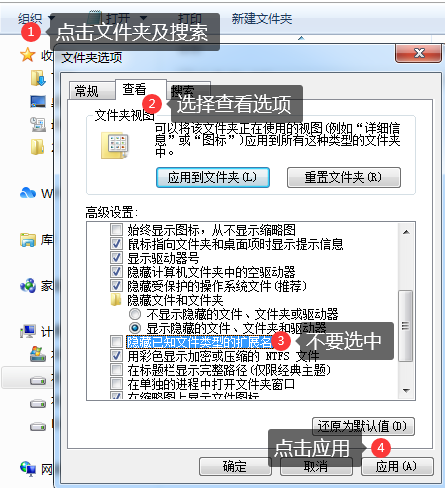 组织 打开 打印 新建文件夹
1 点击文件夹及搜索
收
文件夹选项
常规 查看 搜索
2 选择查看选项
文件夹视图
可以将该文件夹正在使用的视图(例如“详细信
息”或“图标”)应用到所有这种类型的文件夹
中。
应用到文件夹(L) 重置文件夹(R)
W
高级设置:
始终显示图标，从不显示缩略图
库
鼠标指向文件夹和桌面项时显示提示信息
显示驱动器号
隐藏计算机文件夹中的空驱动器
家
隐藏受保护的操作系统文件(推荐)
隐藏文件和文件夹
不显示隐藏的文件、文件夹或驱动器
计
显示隐藏的文件、文件夹和驱动器
隐藏已知文件类型的扩展名
3 不要选中
用彩色显示加密或压缩的 NTFS 文件
在标题栏显示完整路径(仅限经典主题)
在单独的进程中打开文件夹窗口
在缩略图上显示文件图标
还原为默认值(D)
点击应用 4
网
确定 取消 应用(A)